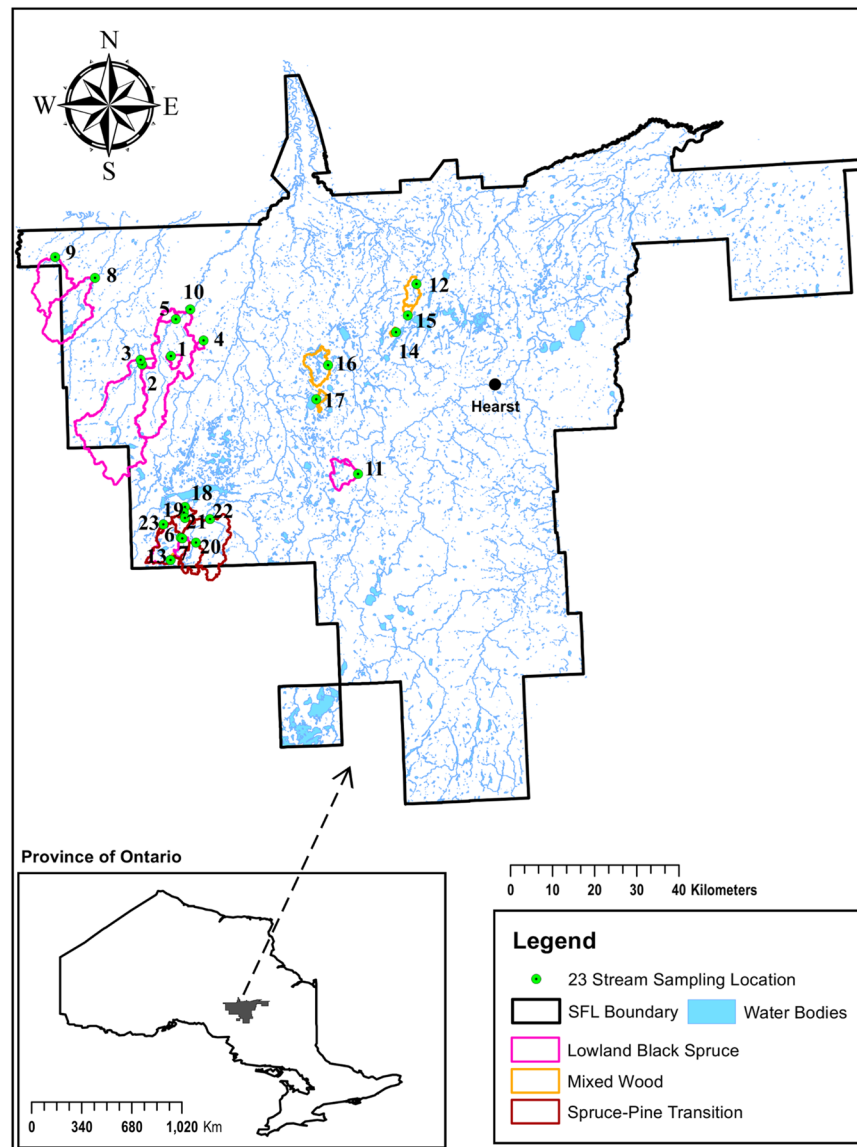 N
W E
S
9
8
10
5
12
4
15
3 1
14
2
16
17
Hearst
11
18
19 22
23 21
6
20
13 7
Province of Ontario
0 10 20 30 40 Kilometers
Legend
23 Stream Sampling Location
SFL Boundary Water Bodies
Lowland Black Spruce
Mixed Wood
Spruce-Pine Transition
0 340 680 1,020 Km